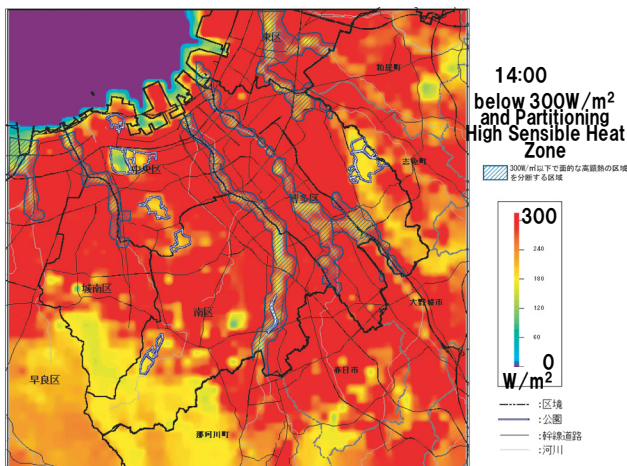 東区
粕屋町
志免町
中央区
博多区
大野城市
城南区
南区
早良区
春日市
那珂川町
14:00
below 300W/m²
and Partitioning
High Sensible Heat
Zone
300W/㎡以下で面的な高顕熱の区域
を分断する区域
300
240
180
120
60
0
W/m²
:区境
:公園
:幹線道路
:河川